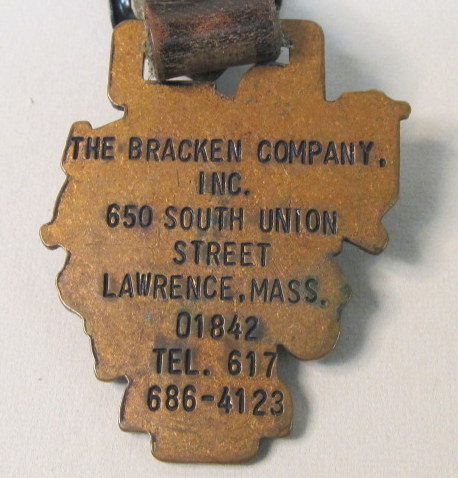 THE BRACKEN COMPANY.
INC.
650 SOUTH UNION
STREET
LAWRENCE, MASS.
01842
TEL. 617
686-4123